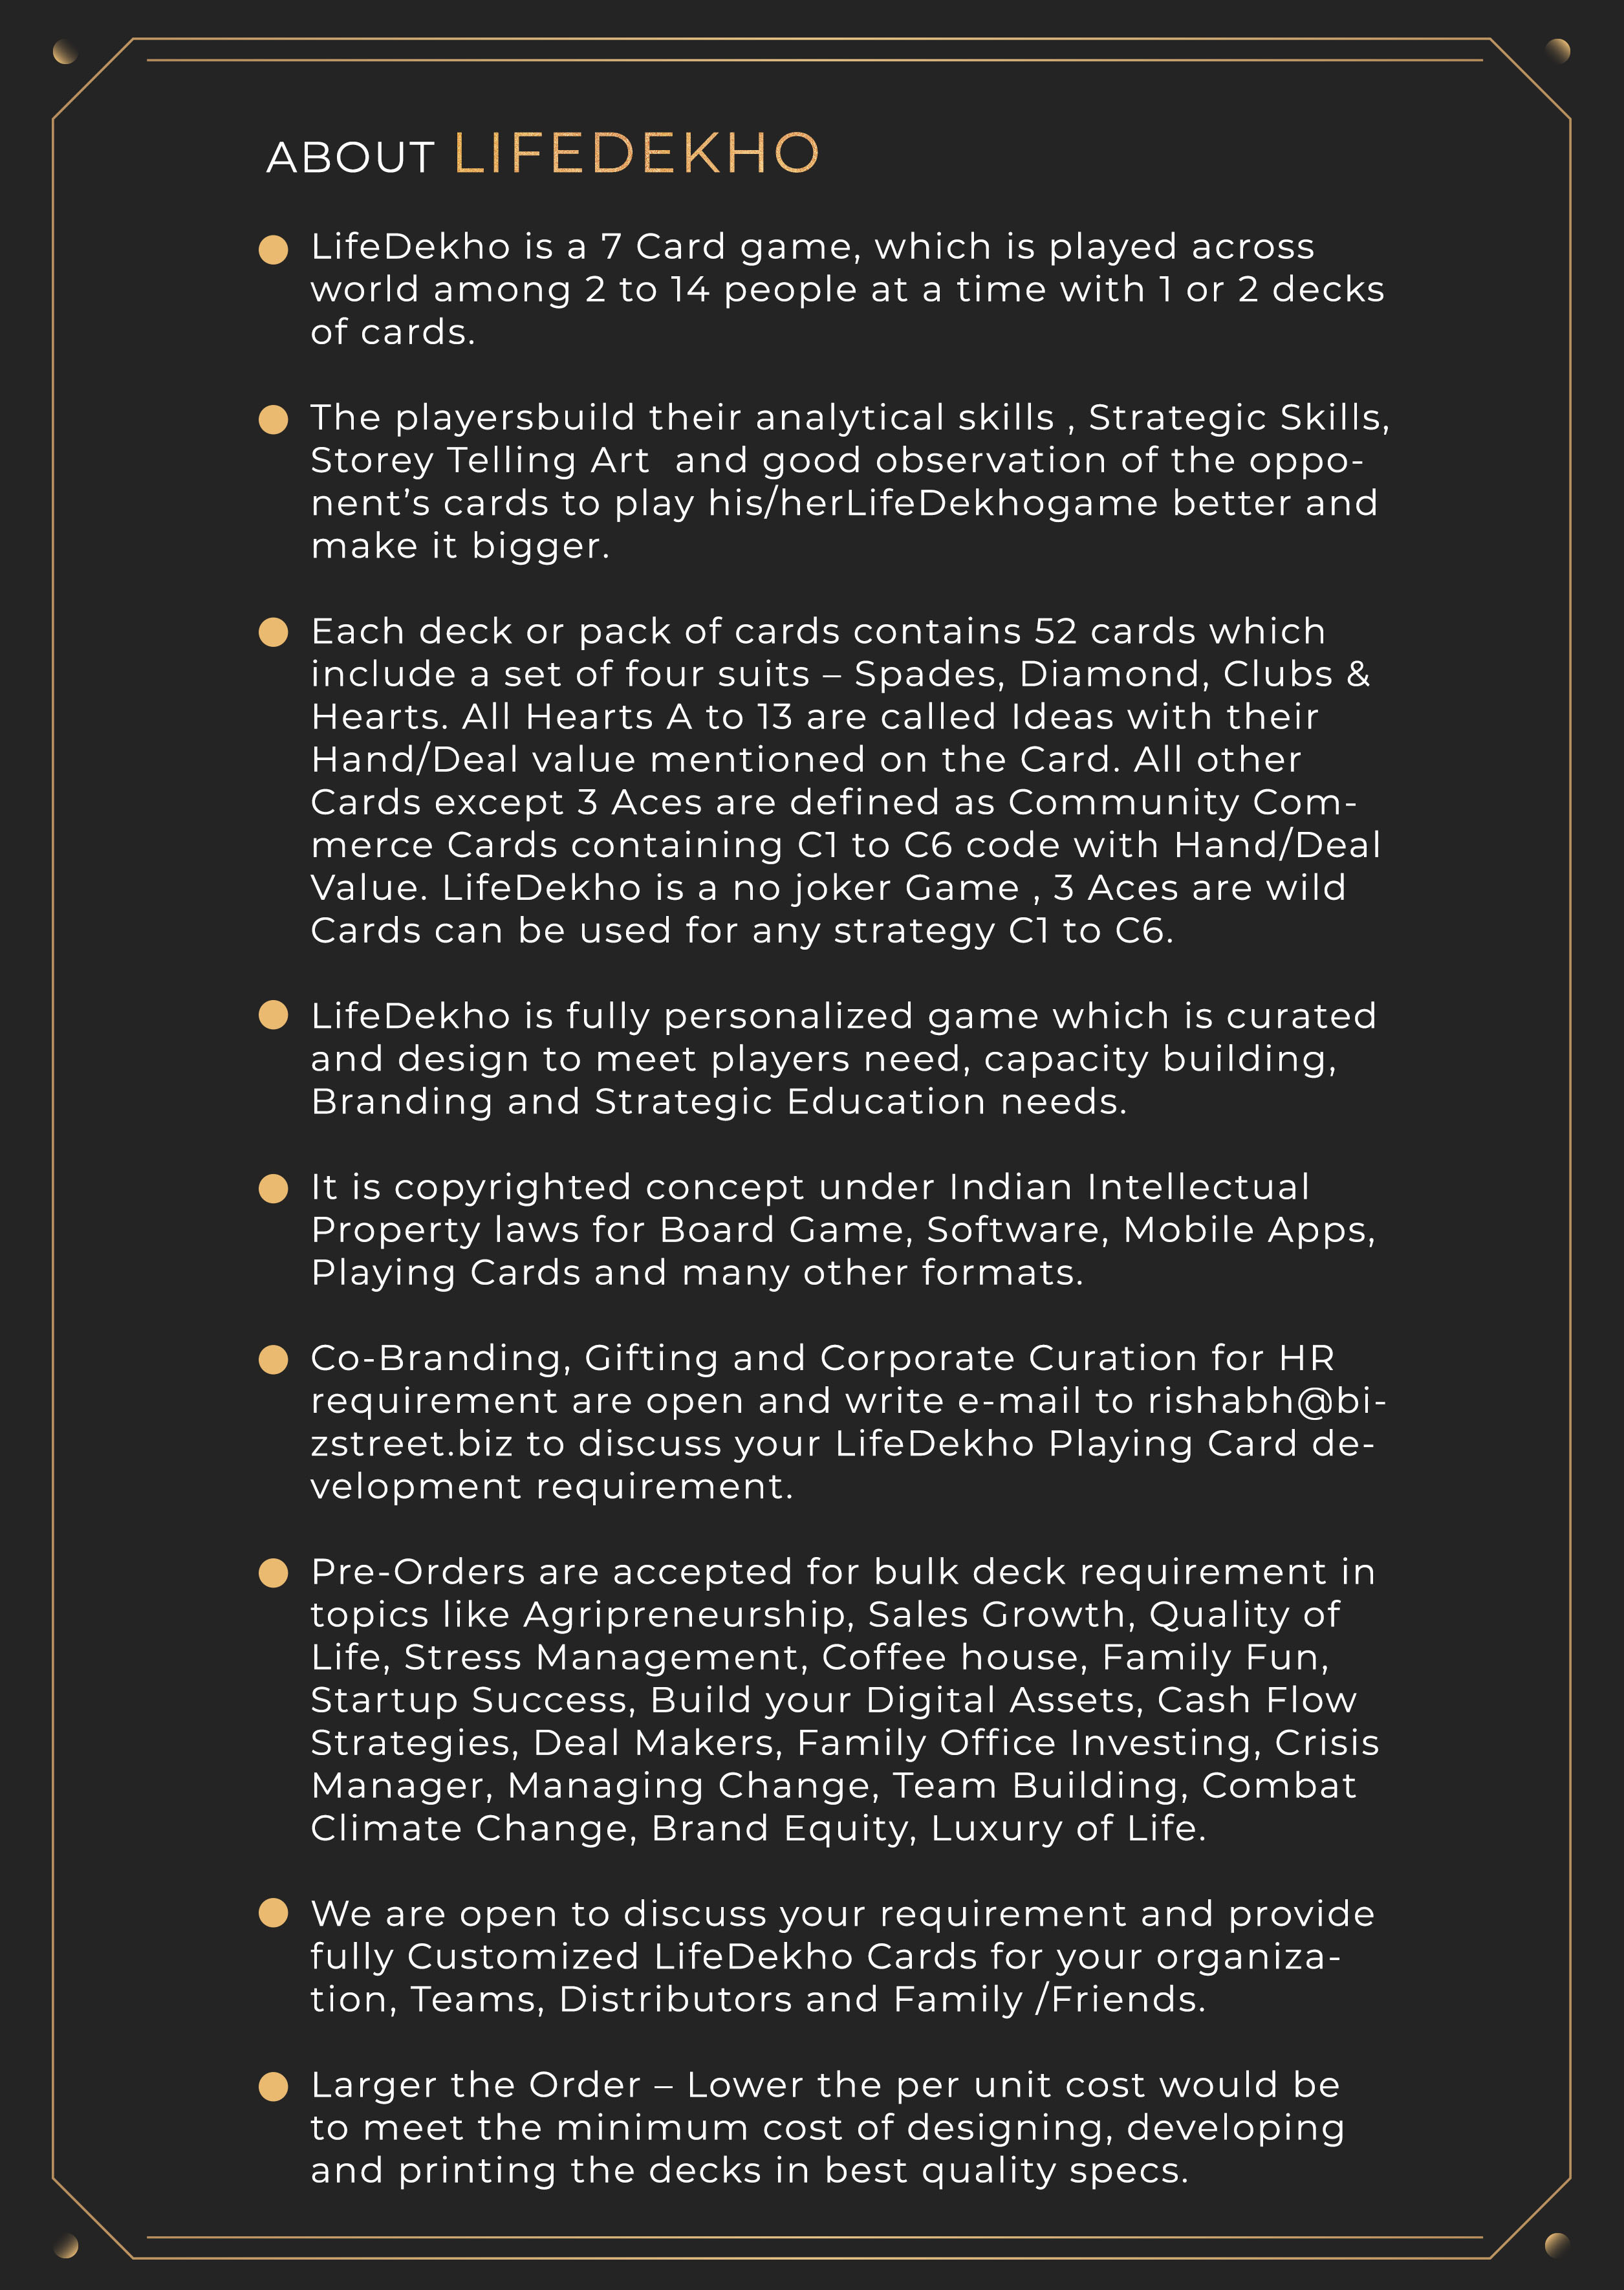 ABOUT LIFEDEKHO
LifeDekho is a 7 Card game, which is played across
world among 2 to 14 people at a time with 1 or 2 decks
of cards.
The playersbuild their analytical skills , Strategic Skills,
Storey Telling Art  and good observation of the oppo-
nent’s cards to play his/herLifeDekhogame better and
make it bigger.
Each deck or pack of cards contains 52 cards which
include a set of four suits – Spades, Diamond, Clubs &
Hearts. All Hearts A to 13 are called Ideas with their
Hand/Deal value mentioned on the Card. All other
Cards except 3 Aces are defined as Community Com-
merce Cards containing C1 to C6 code with Hand/Deal
Value. LifeDekho is a no joker Game , 3 Aces are wild
Cards can be used for any strategy C1 to C6.
LifeDekho is fully personalized game which is curated
and design to meet players need, capacity building,
Branding and Strategic Education needs.
It is copyrighted concept under Indian Intellectual
Property laws for Board Game, Software, Mobile Apps,
Playing Cards and many other formats.
Co-Branding, Gifting and Corporate Curation for HR
requirement are open and write e-mail to rishabh@bi-
zstreet.biz to discuss your LifeDekho Playing Card de-
velopment requirement.
Pre-Orders are accepted for bulk deck requirement in
topics like Agripreneurship, Sales Growth, Quality of
Life, Stress Management, Coffee house, Family Fun,
Startup Success, Build your Digital Assets, Cash Flow
Strategies, Deal Makers, Family Office Investing, Crisis
Manager, Managing Change, Team Building, Combat
Climate Change, Brand Equity, Luxury of Life.
We are open to discuss your requirement and provide
fully Customized LifeDekho Cards for your organiza-
tion, Teams, Distributors and Family /Friends.
Larger the Order – Lower the per unit cost would be
to meet the minimum cost of designing, developing
and printing the decks in best quality specs.